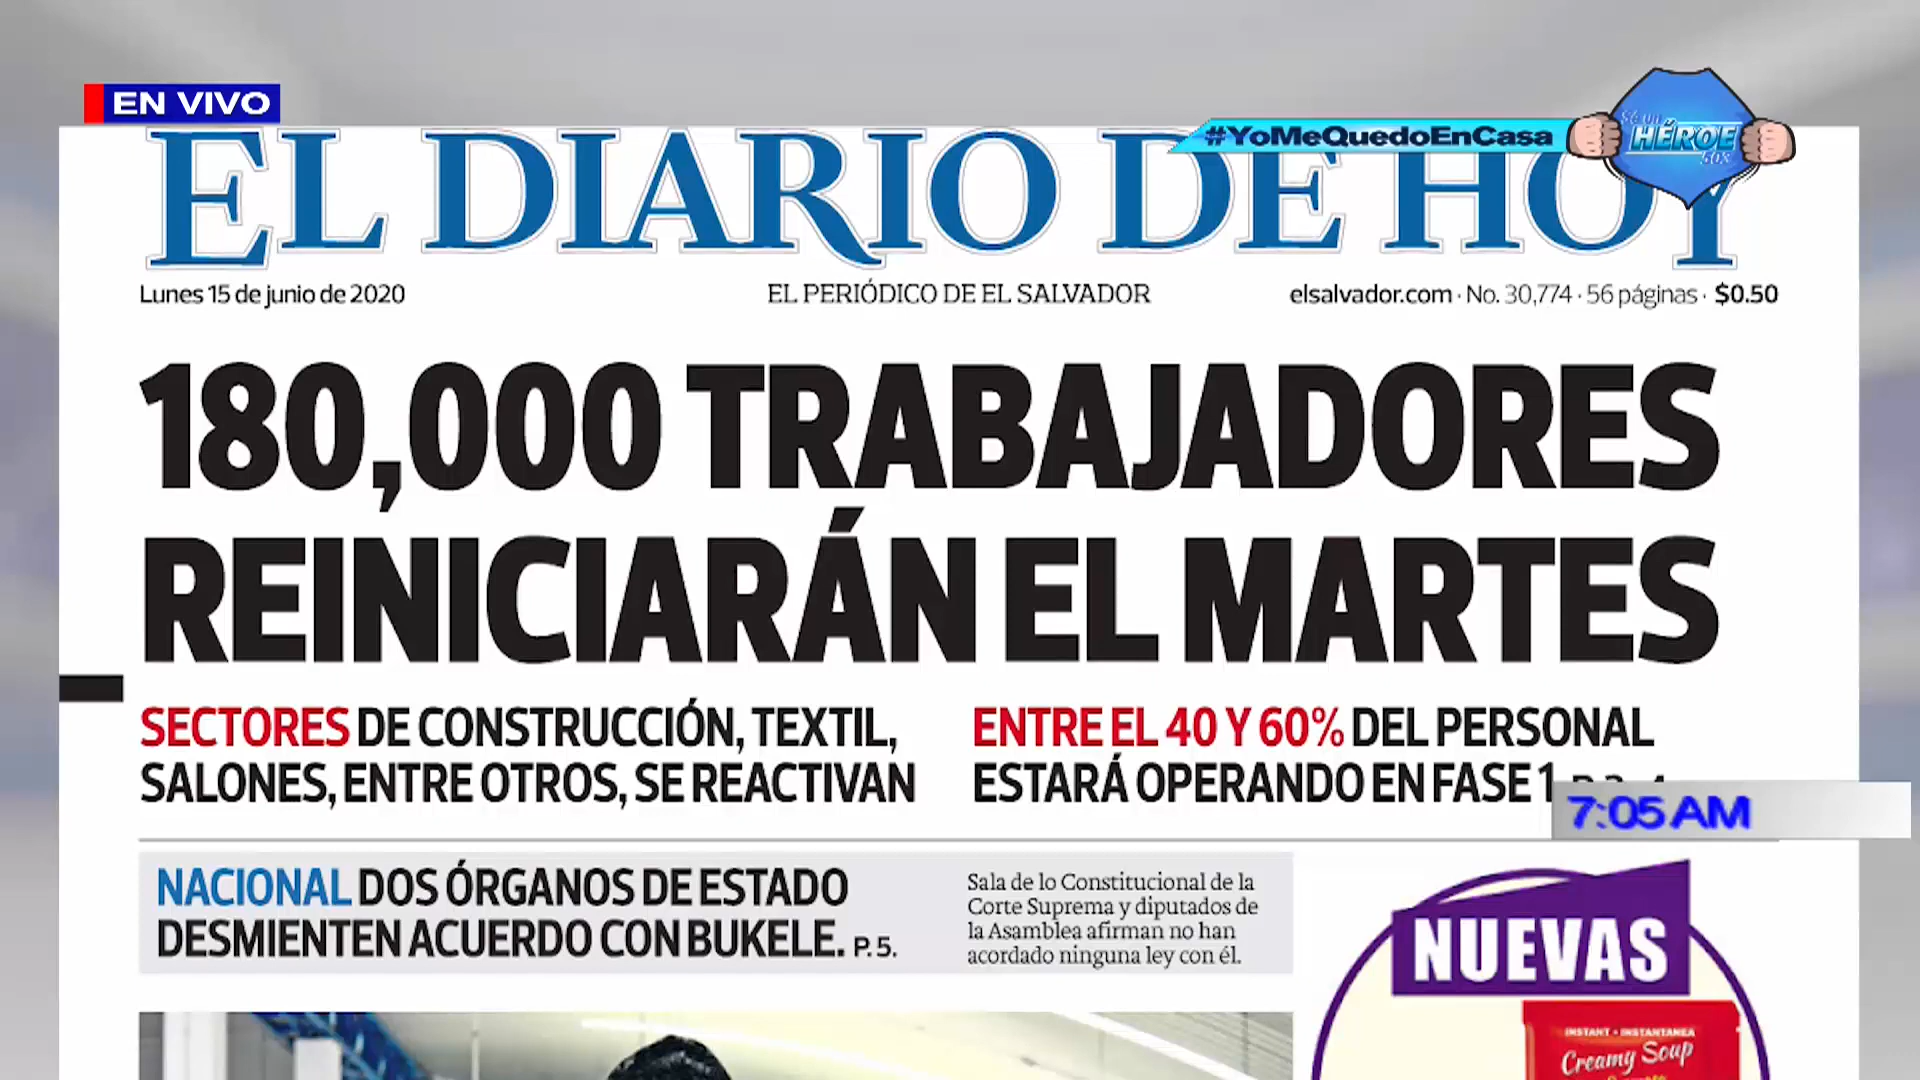 EN VIVO
#YoMeQuedoEnCasa
Sé un
HÉROE
503
EL DIARIO DE HOY
Lunes 15 de junio de 2020
EL PERIÓDICO DE EL SALVADOR
elsalvador.com · No. 30,774 · 56 páginas · $0.50
180,000 TRABAJADORES
REINICIARÁN EL MARTES
SECTORES DE CONSTRUCCIÓN, TEXTIL,
SALONES, ENTRE OTROS, SE REACTIVAN
ENTRE EL 40 Y 60% DEL PERSONAL
ESTARÁ OPERANDO EN FASE 1.
7:05 AM
NACIONAL DOS ÓRGANOS DE ESTADO
DESMIENTEN ACUERDO CON BUKELE. P. 5.
Sala de lo Constitucional de la
Corte Suprema y diputados de
la Asamblea afirman no han
acordado ninguna ley con él.
NUEVAS
INSTANT · INSTANTANEA
Creamy Soup